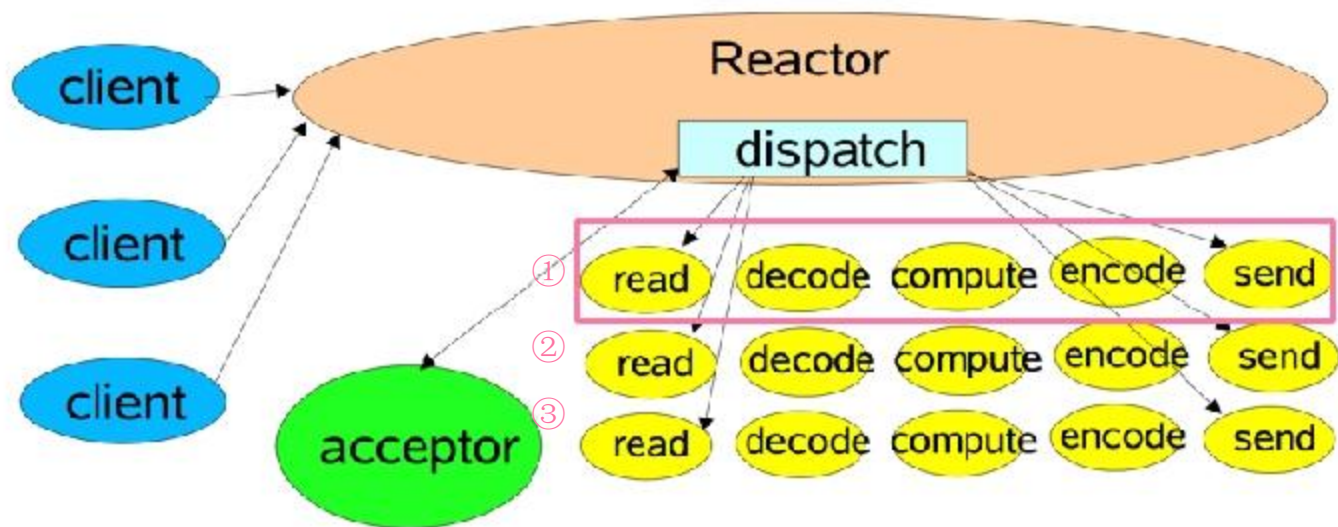 Reactor
client
dispatch
client
① read decode compute encode send
② read decode compute encode send
client
③ read decode compute encode send
acceptor